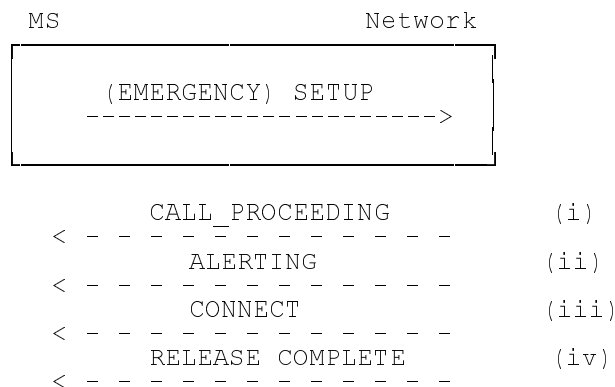 MS Network
(EMERGENCY) SETUP
---------------------->
CALL_PROCEEDING (i)
< - - - - - - - - - - - -
ALERTING (ii)
< - - - - - - - - - - - -
CONNECT (iii)
< - - - - - - - - - - - -
RELEASE COMPLETE (iv)
< - - - - - - - - - - - -